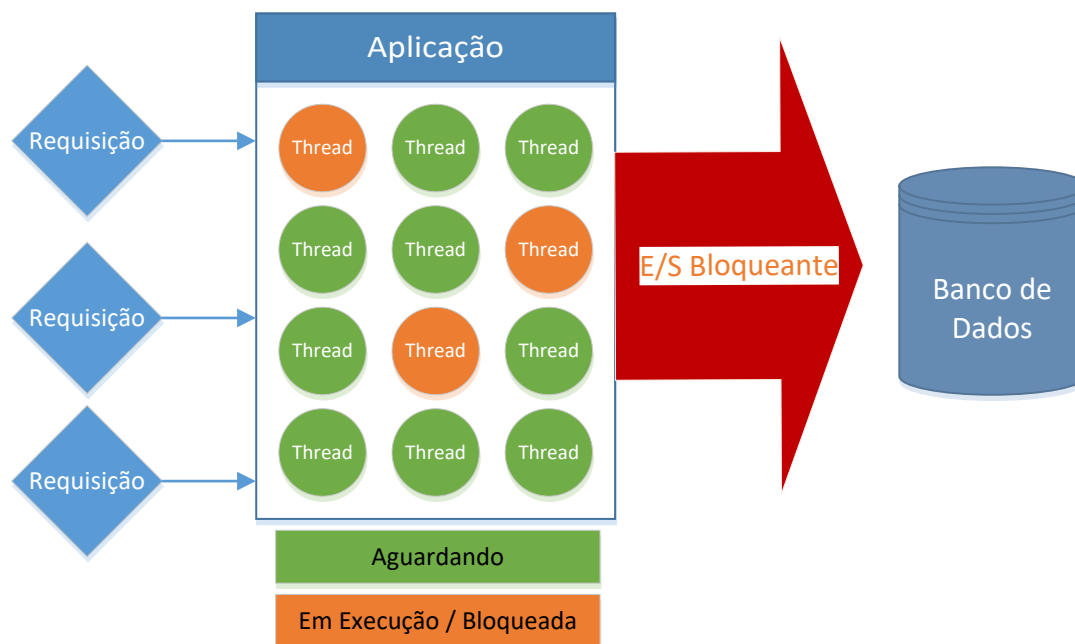 Aplicação
Requisição
Thread
Thread
Thread
Thread
Thread
Thread
E/S Bloqueante
Requisição
Banco de
Dados
Thread
Thread
Thread
Requisição
Thread
Thread
Thread
Aguardando
Em Execução / Bloqueada